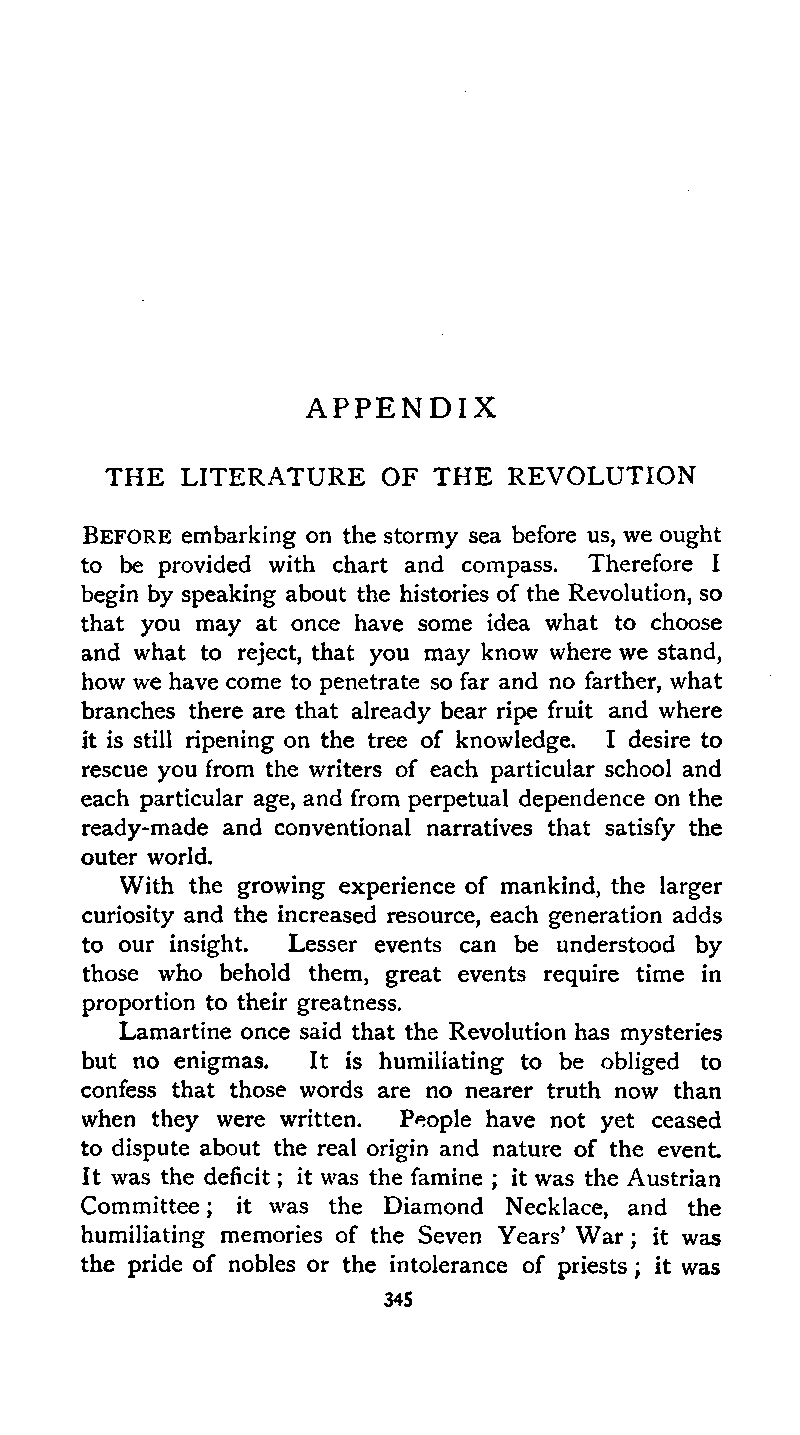 APPENDIX
THE LITERATURE OF THE REVOLUTION
BEFORE embarking on the stormy sea before us, we ought
to be provided with chart and compass. Therefore I
begin by speaking about the histories of the Revolution, so
that you may at once have some idea what to choose
and what to reject, that you may know where we stand,
how we have come to penetrate so far and no farther, what
branches there are that already bear ripe fruit and where
it is still ripening on the tree of knowledge. I desire to
rescue you from the writers of each particular school and
each particular age, and from perpetual dependence on the
ready-made and conventional narratives that satisfy the
outer world.
With the growing experience of mankind, the larger
curiosity and the increased resource, each generation adds
to our insight. Lesser events can be understood by
those who behold them, great events require time in
proportion to their greatness.
Lamartine once said that the Revolution has mysteries
but no enigmas. It is humiliating to be obliged to
confess that those words are no nearer truth now than
when they were written. People have not yet ceased
to dispute about the real origin and nature of the event.
It was the deficit ; it was the famine ; it was the Austrian
Committee ; it was the Diamond Necklace, and the
humiliating memories of the Seven Years' War ; it was
the pride of nobles or the intolerance of priests ; it was
345